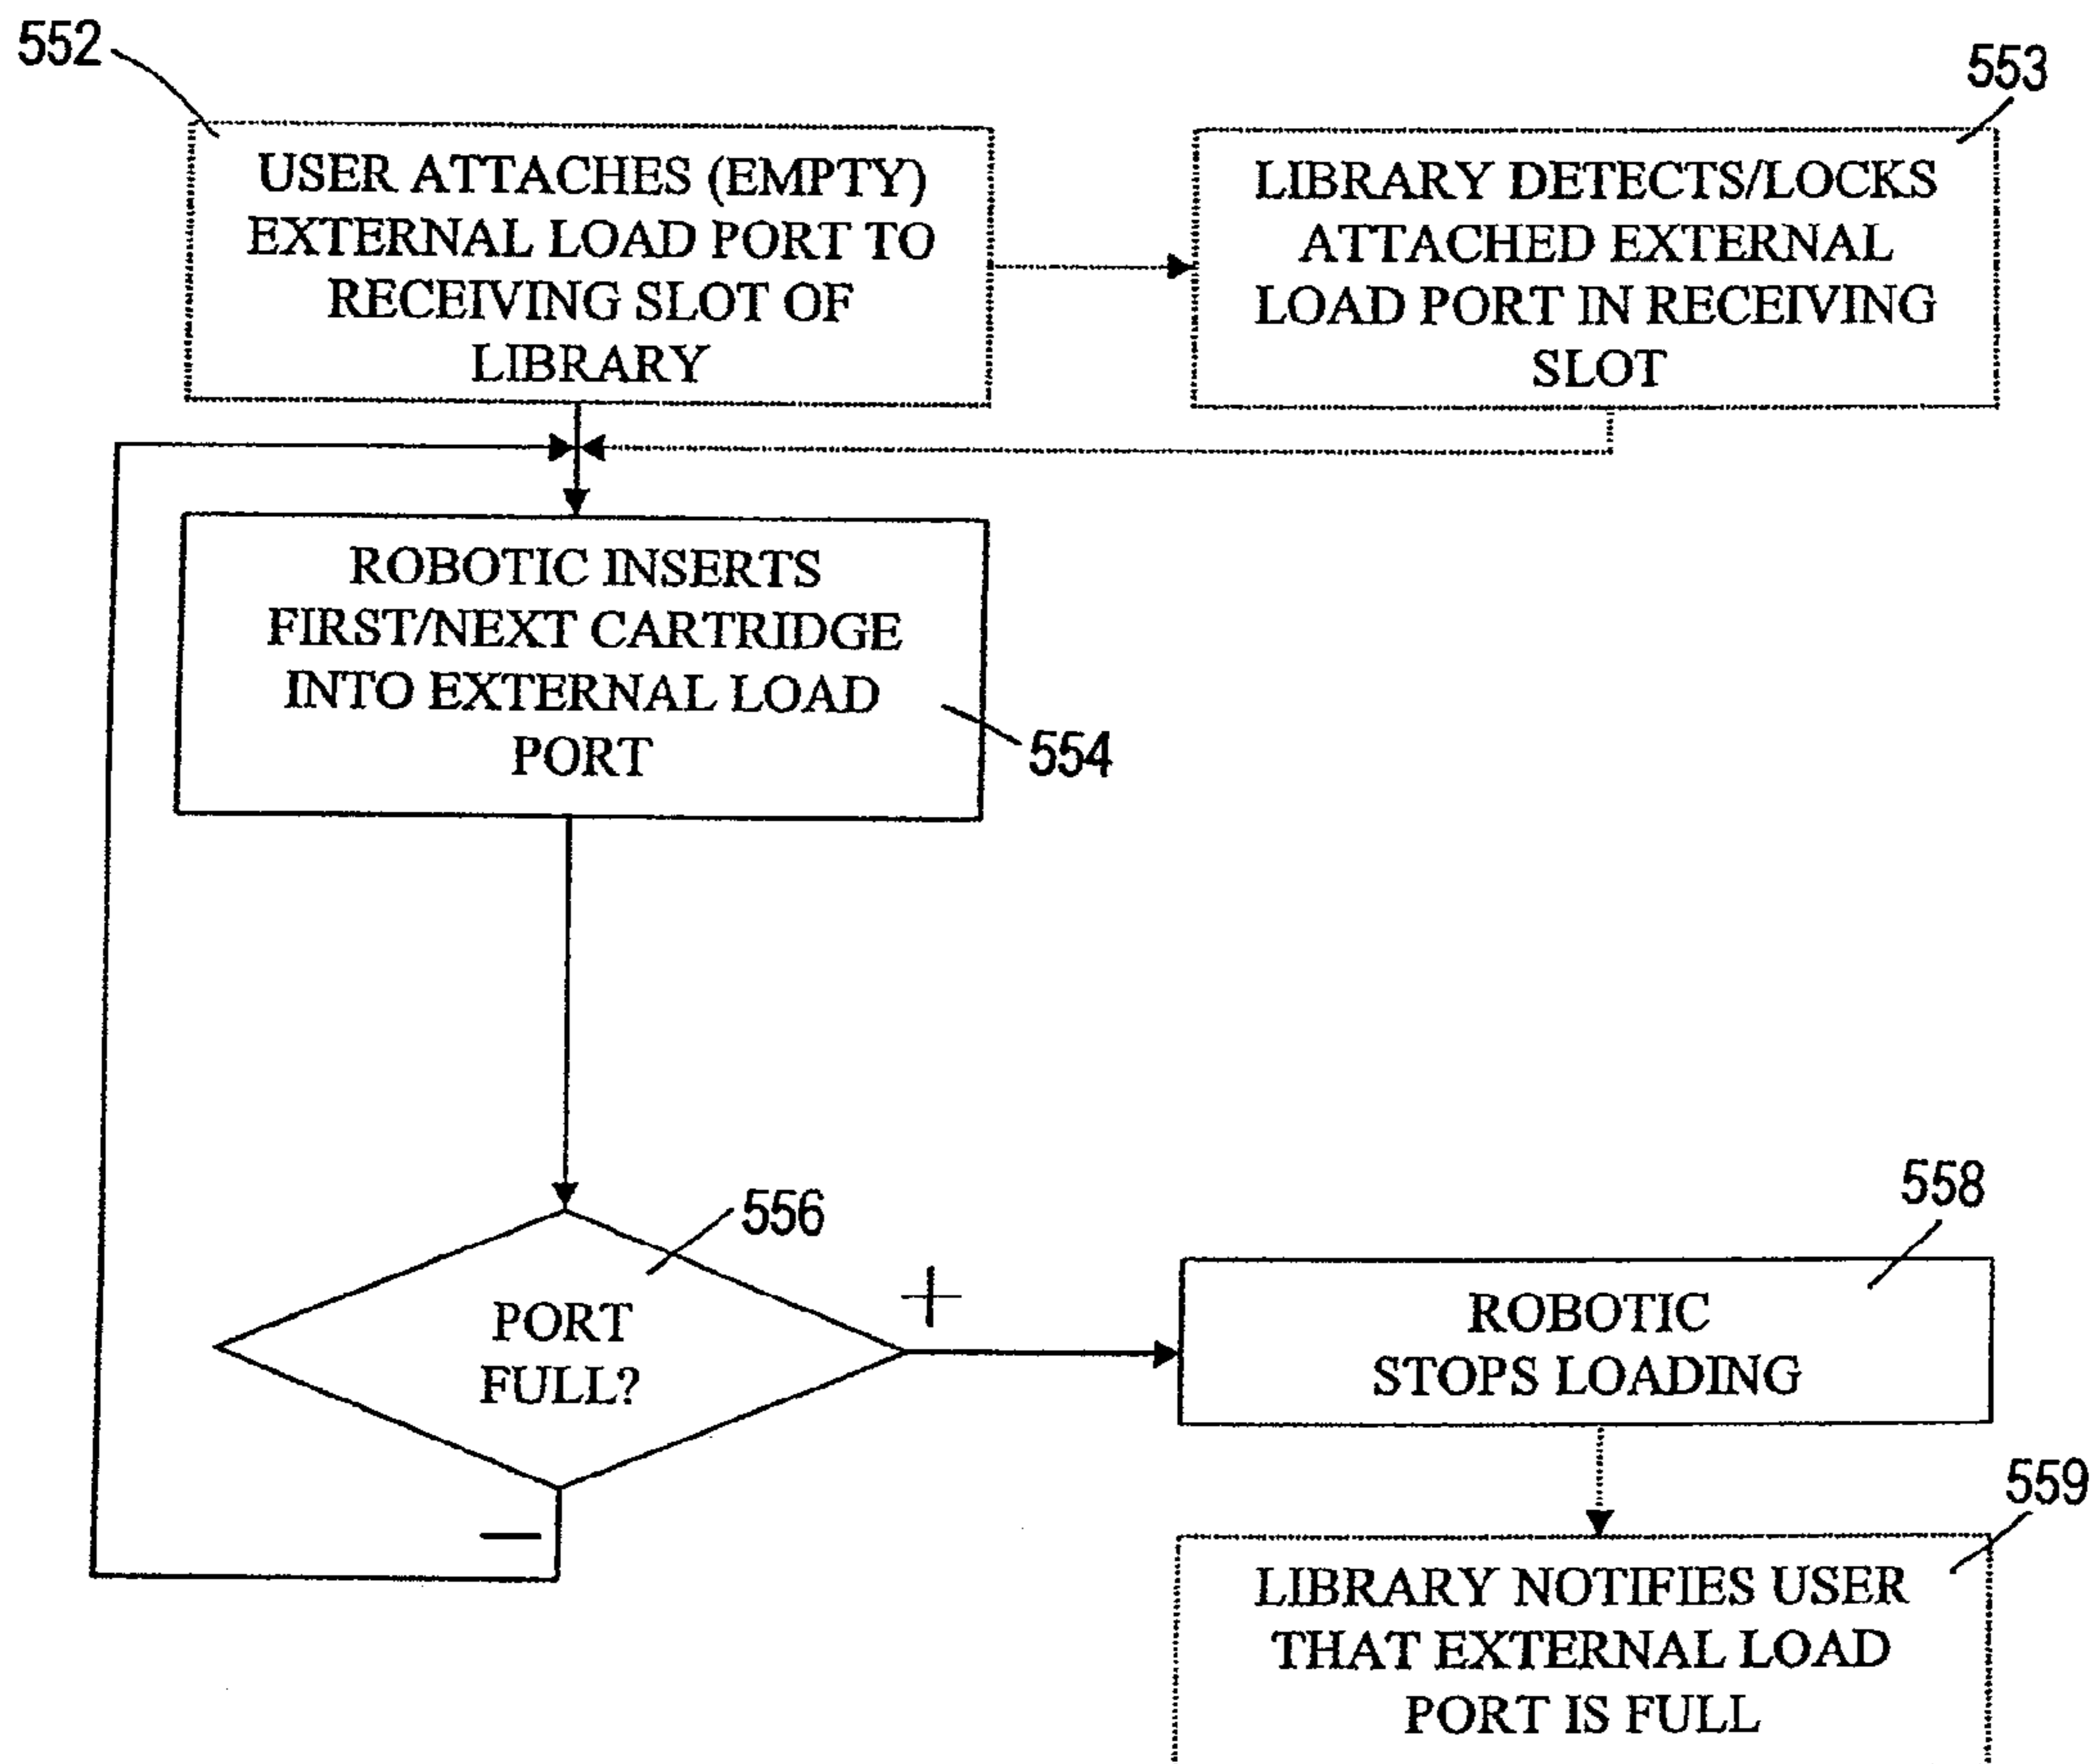 552
553
USER ATTACHES (EMPTY)
EXTERNAL LOAD PORT TO
RECEIVING SLOT OF
LIBRARY
LIBRARY DETECTS/LOCKS
ATTACHED EXTERNAL
LOAD PORT IN RECEIVING
SLOT
ROBOTIC INSERTS
FIRST/NEXT CARTRIDGE
INTO EXTERNAL LOAD
PORT
554
556
PORT
FULL?
+
−
558
ROBOTIC
STOPS LOADING
559
LIBRARY NOTIFIES USER
THAT EXTERNAL LOAD
PORT IS FULL